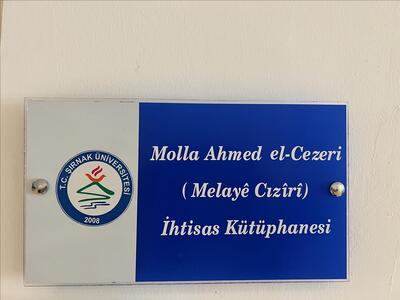 T.C. ŞIRNAK ÜNİVERSİTESİ
2008
Molla Ahmed el-Cezeri
( Melayê Cızîrî)
İhtisas Kütüphanesi